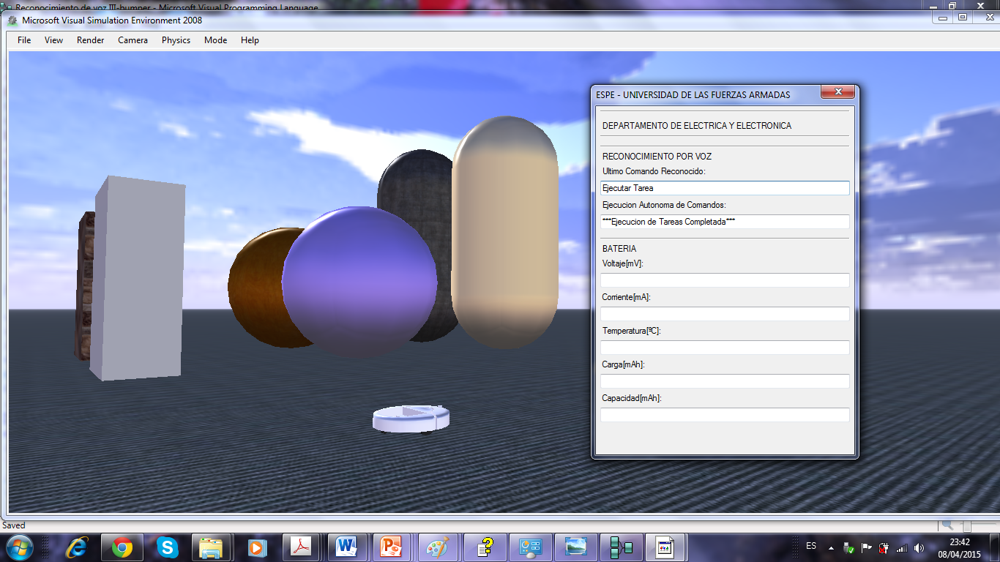 Reconocimiento de voz III-bumper - Microsoft Visual Programming Language
Microsoft Visual Simulation Environment 2008
File View Render Camera Physics Mode Help
ESPE - UNIVERSIDAD DE LAS FUERZAS ARMADAS
DEPARTAMENTO DE ELECTRICA Y ELECTRONICA
RECONOCIMIENTO POR VOZ
Ultimo Comando Reconocido:
Ejecutar Tarea
Ejecucion Autonoma de Comandos:
***Ejecucion de Tareas Completada***
BATERIA
Voltaje[mV]:
Corriente[mA]:
Temperatura[ºC]:
Carga[mAh]:
Capacidad[mAh]:
Saved
ES
23:42
08/04/2015